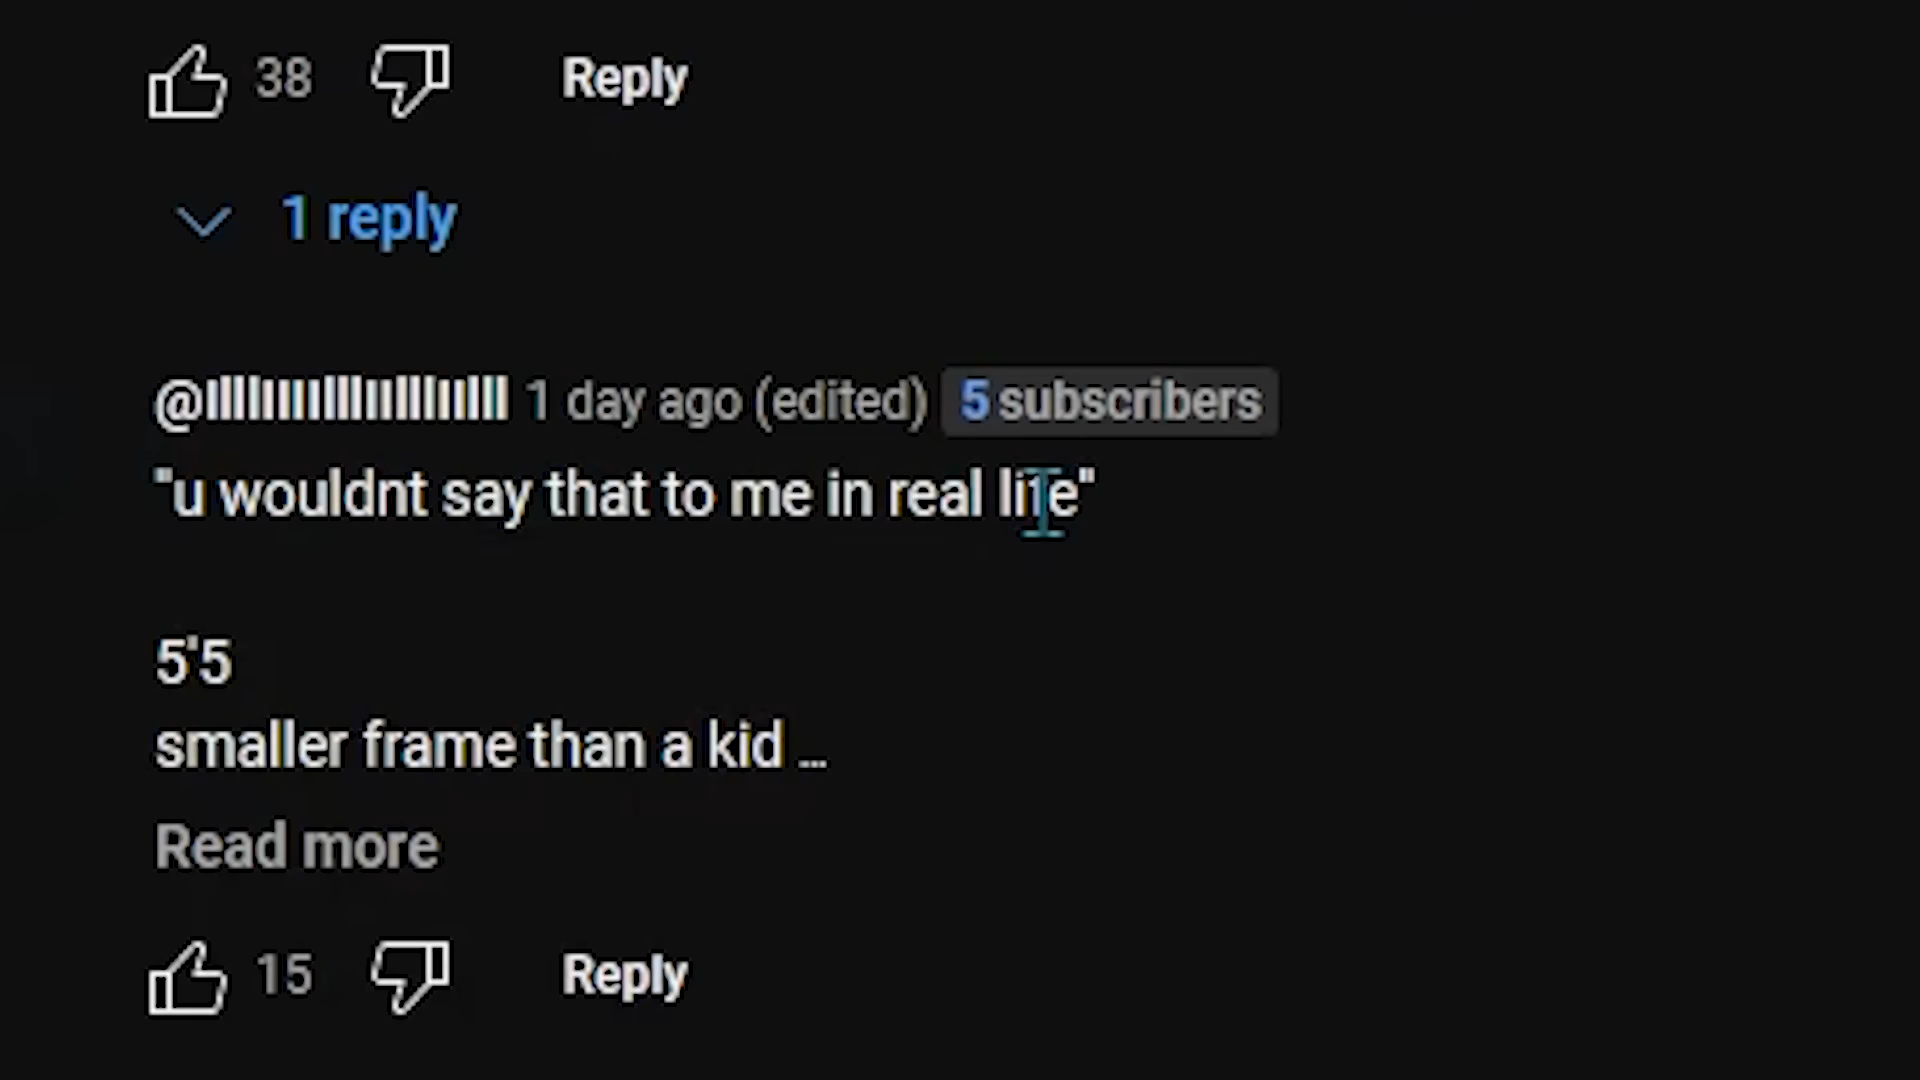 38 Reply
1 reply
1 day ago (edited) 5 subscribers
"u wouldnt say that to me in real life"
5'5
smaller frame than a kid ...
Read more
15 Reply